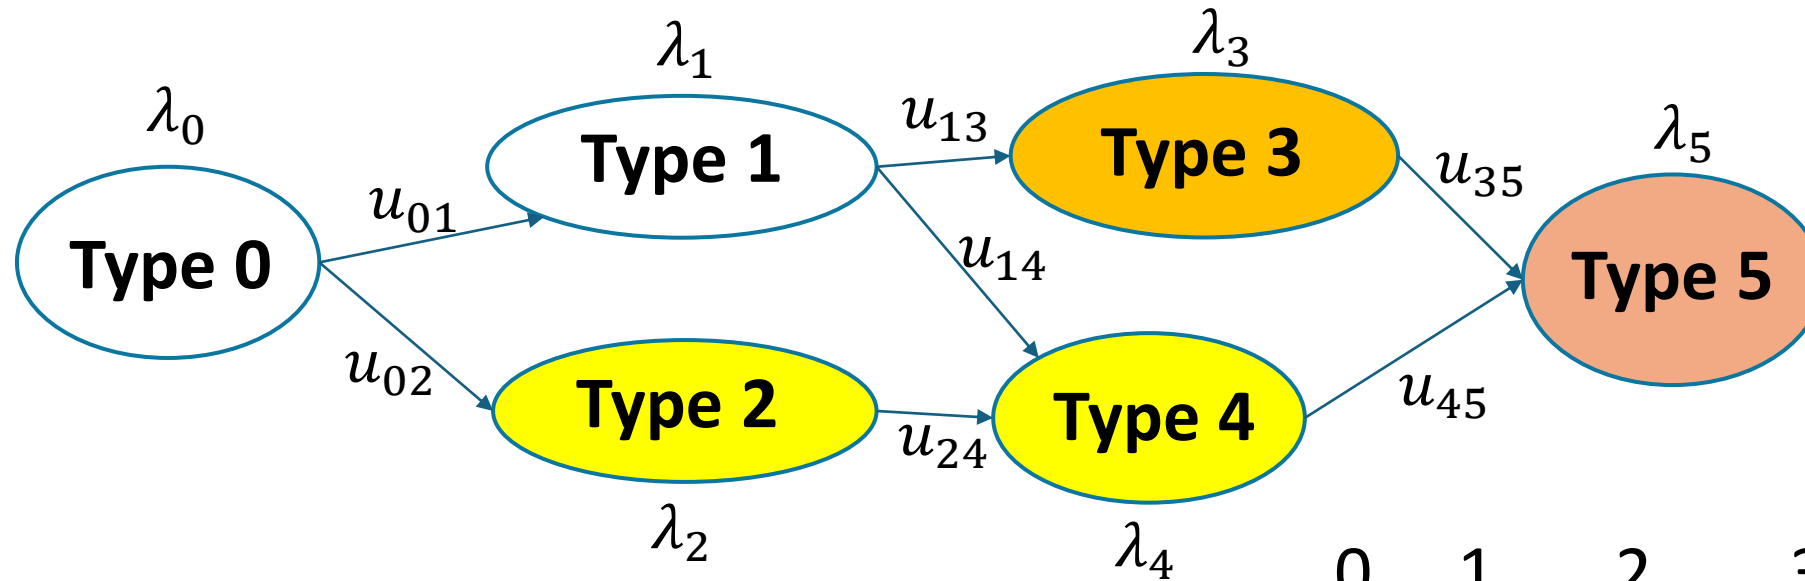 λ₀
λ₁
λ₃
λ₅
u₀₁
u₁₃
u₃₅
Type 0
Type 1
Type 3
Type 5
u₀₂
u₁₄
Type 2
u₂₄
Type 4
u₄₅
λ₂
λ₄
0 1 2